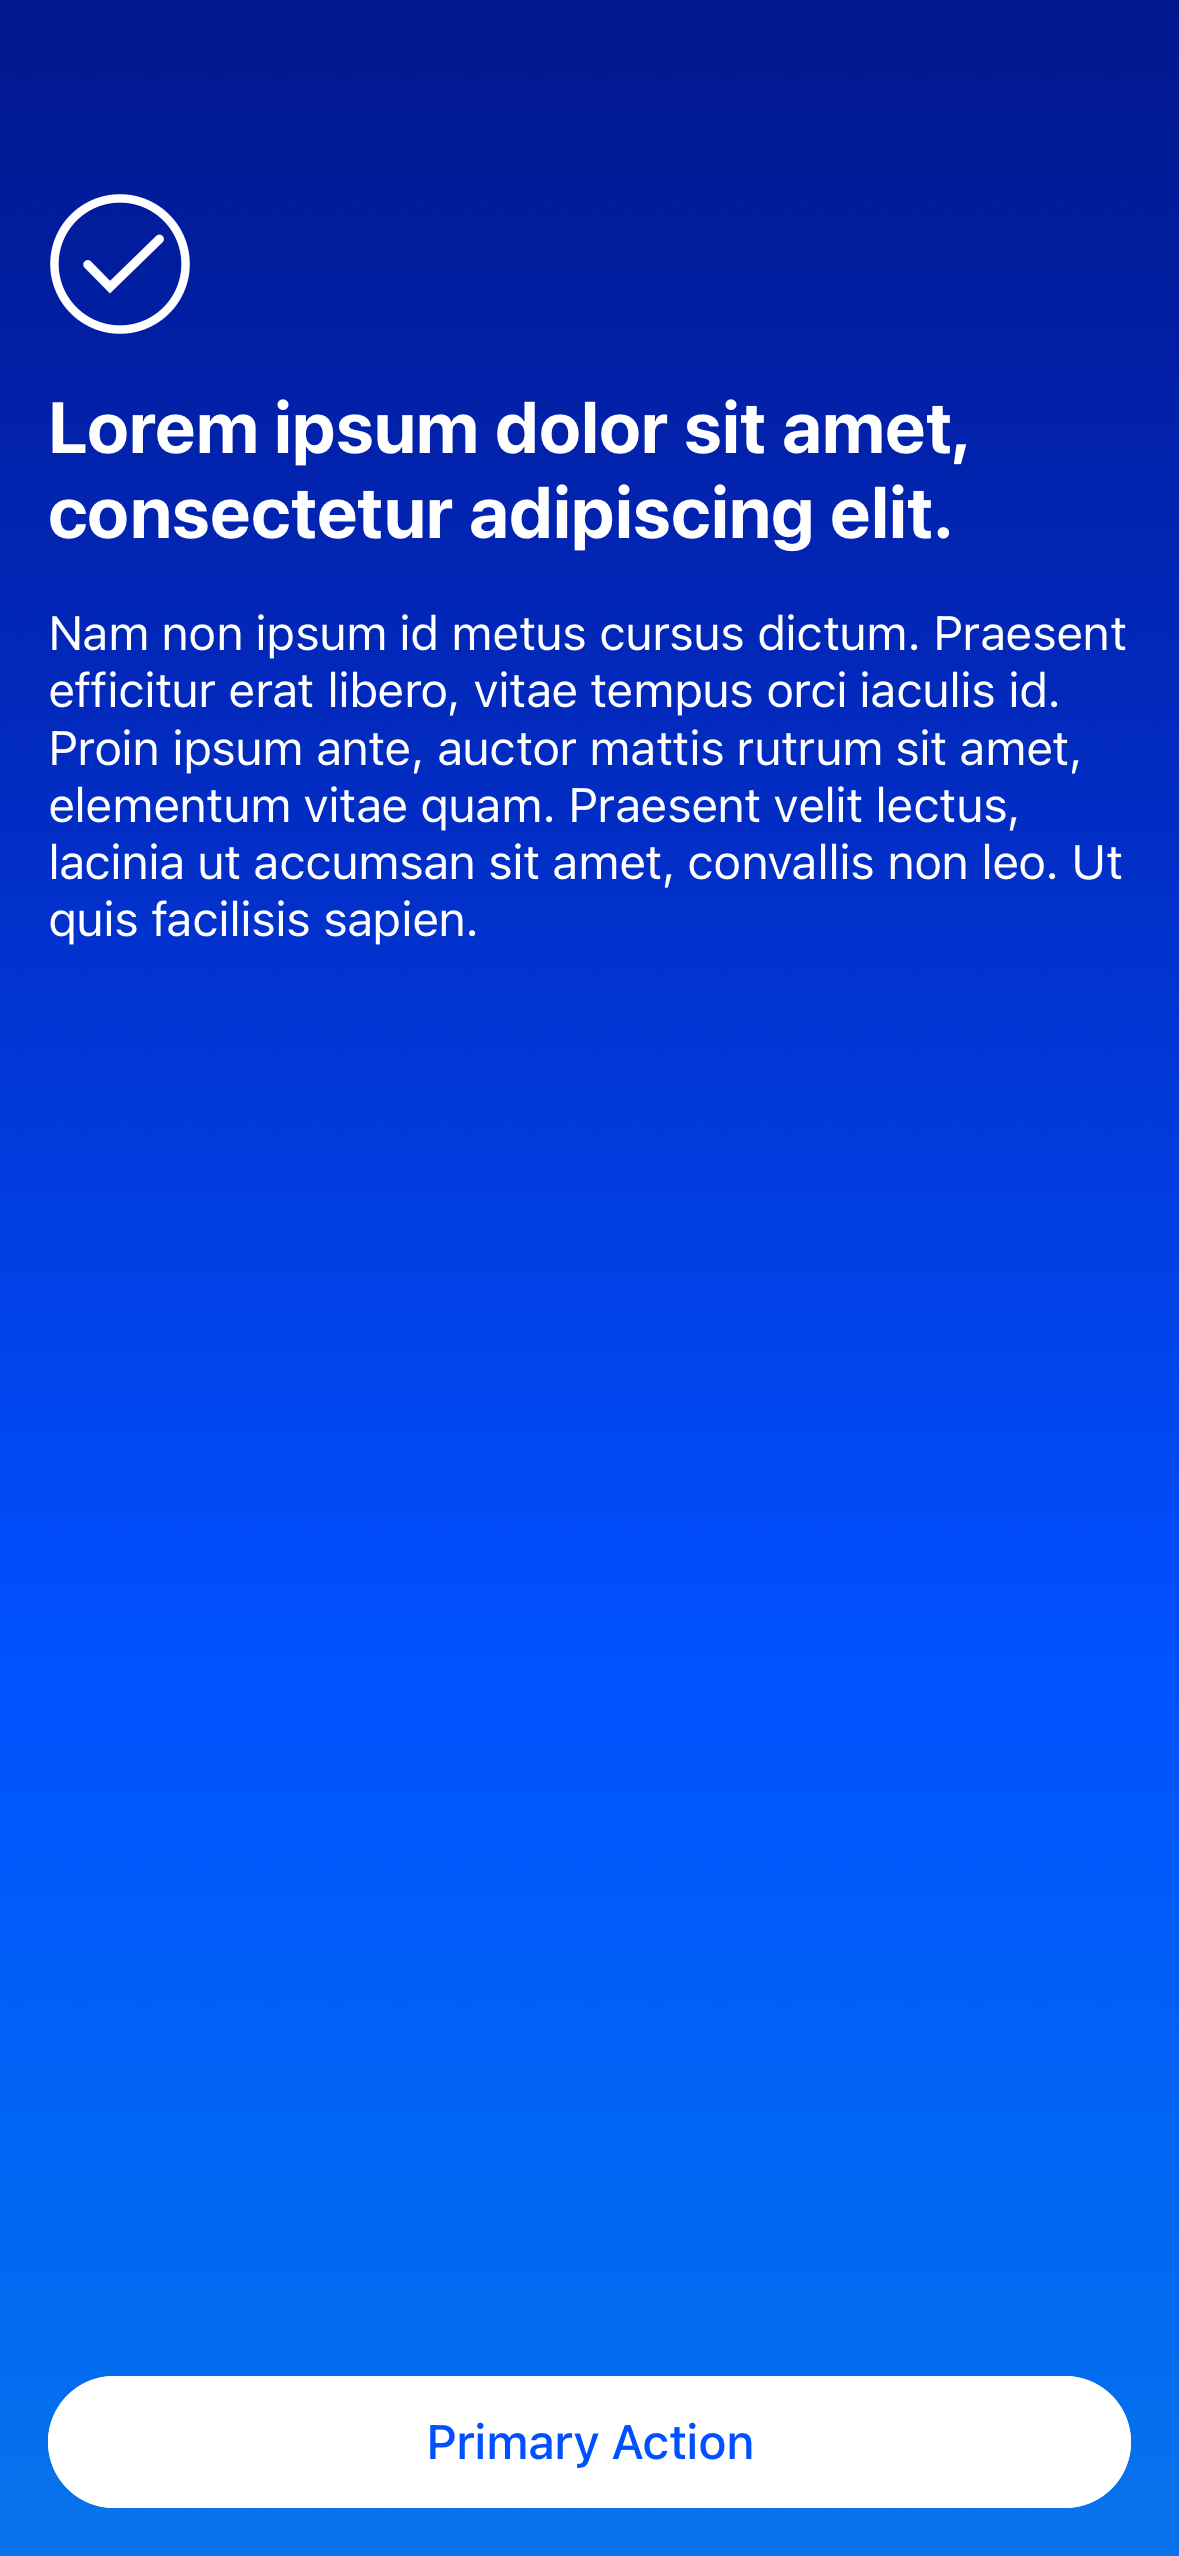 Lorem ipsum dolor sit amet,
consectetur adipiscing elit.
Nam non ipsum id metus cursus dictum. Praesent
efficitur erat libero, vitae tempus orci iaculis id.
Proin ipsum ante, auctor mattis rutrum sit amet,
elementum vitae quam. Praesent velit lectus,
lacinia ut accumsan sit amet, convallis non leo. Ut
quis facilisis sapien.
Primary Action